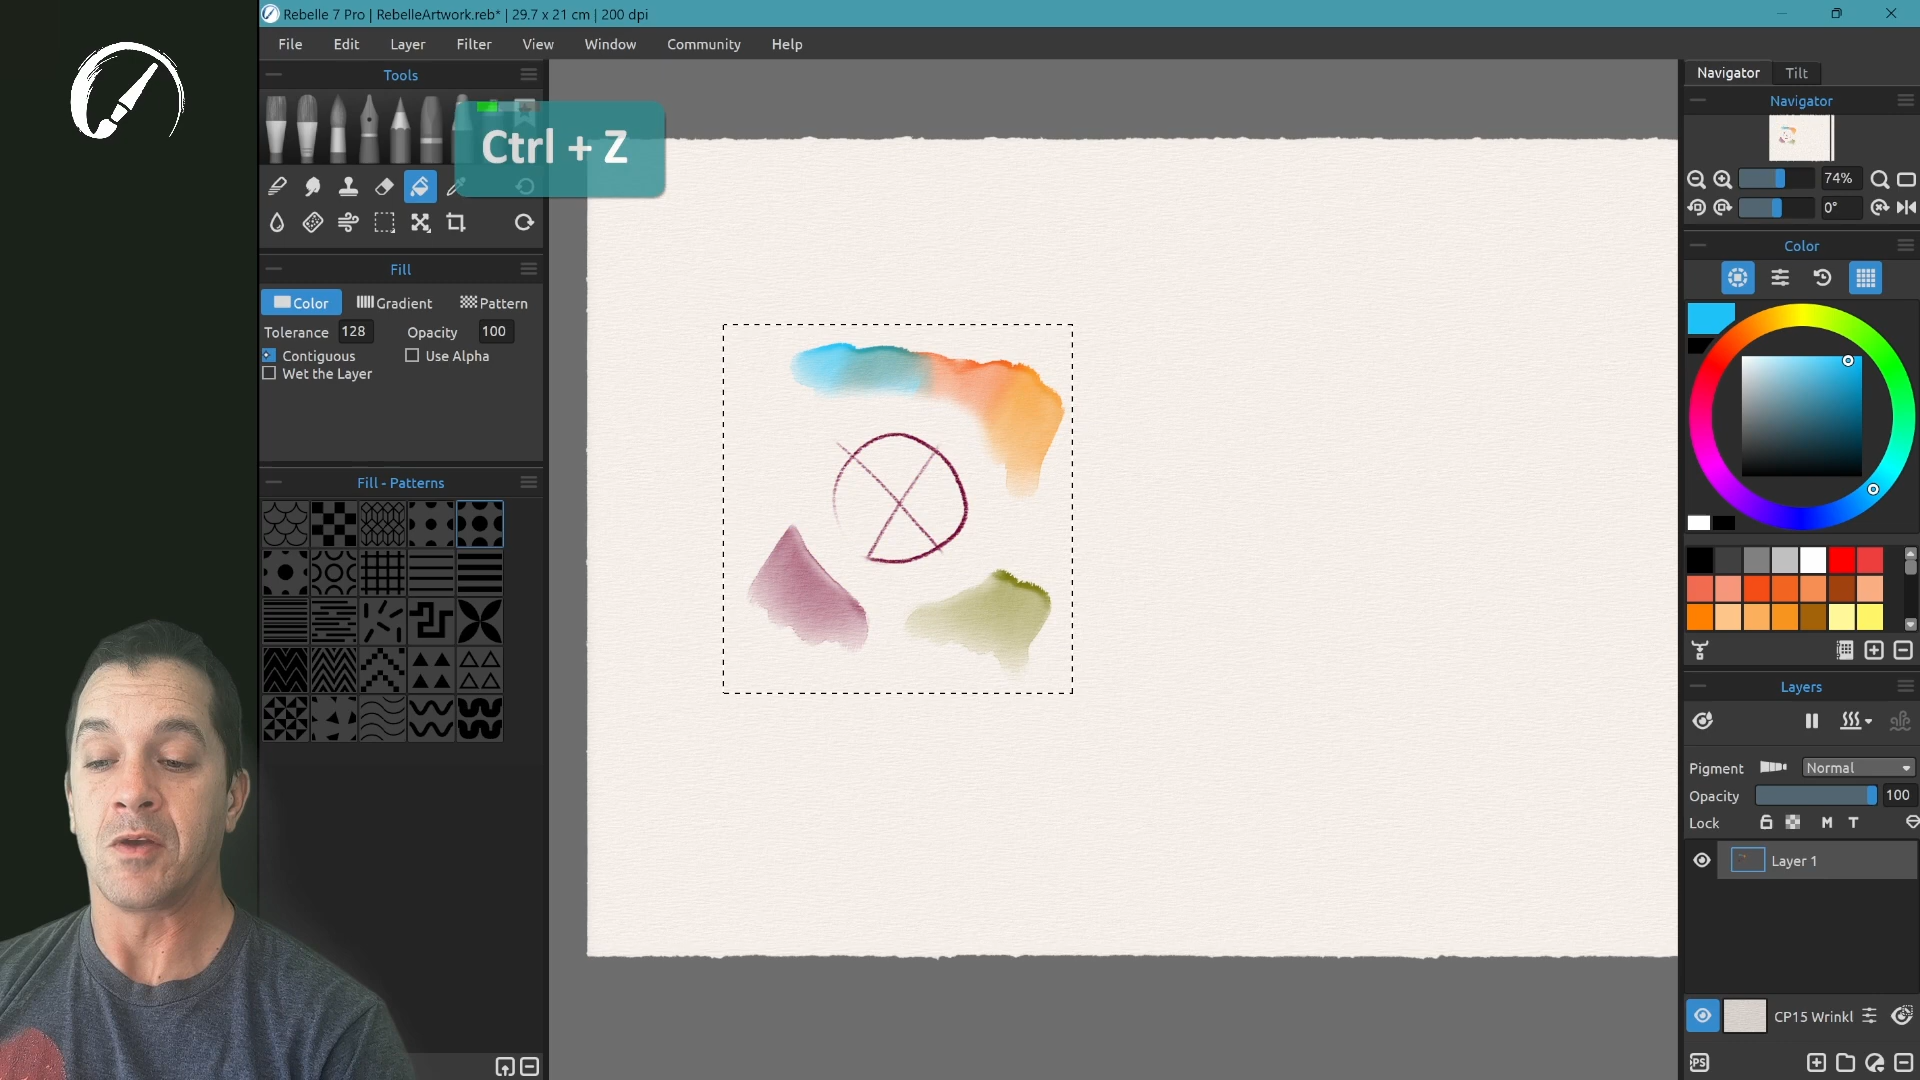 Rebelle 7 Pro | RebelleArtwork.reb* | 29.7 x 21 cm | 200 dpi
File Edit Layer Filter View Window Community Help
Tools
Ctrl + Z
Fill
Color Gradient Pattern
Tolerance 128 Opacity 100
Contiguous Use Alpha
Wet the Layer
Fill - Patterns
Navigator Tilt
Navigator
74%
0°
Color
Layers
Pigment Normal
Opacity 100
Lock M T
Layer 1
CP15 Wrinkl
PS